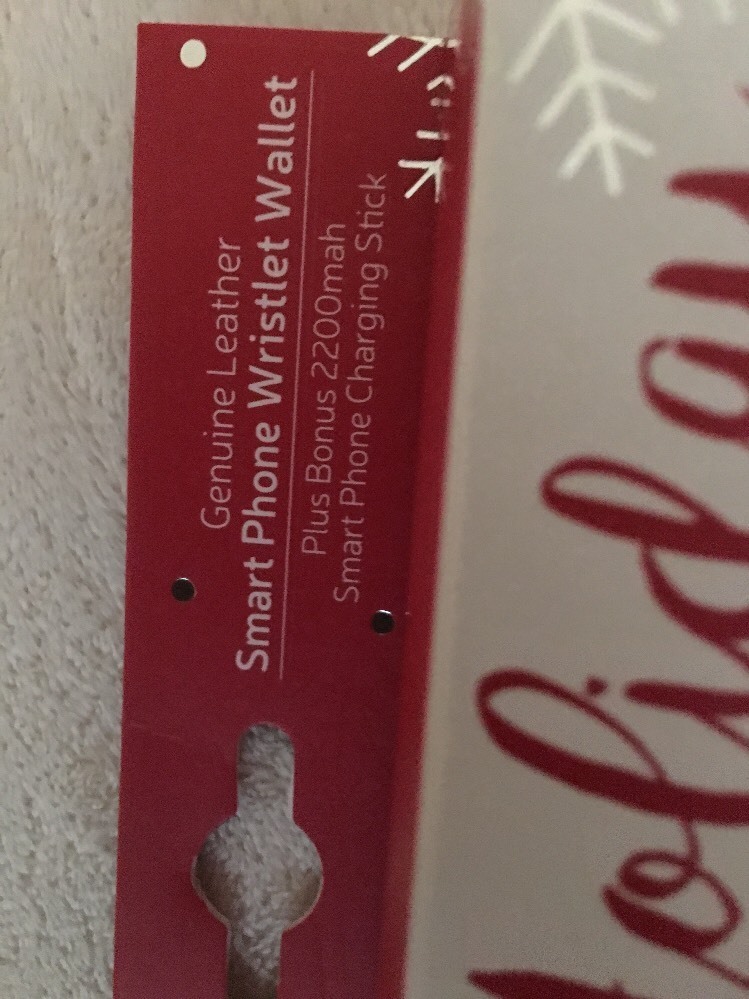 Genuine Leather
Smart Phone Wristlet Wallet
Plus Bonus 2200mah
Smart Phone Charging Stick